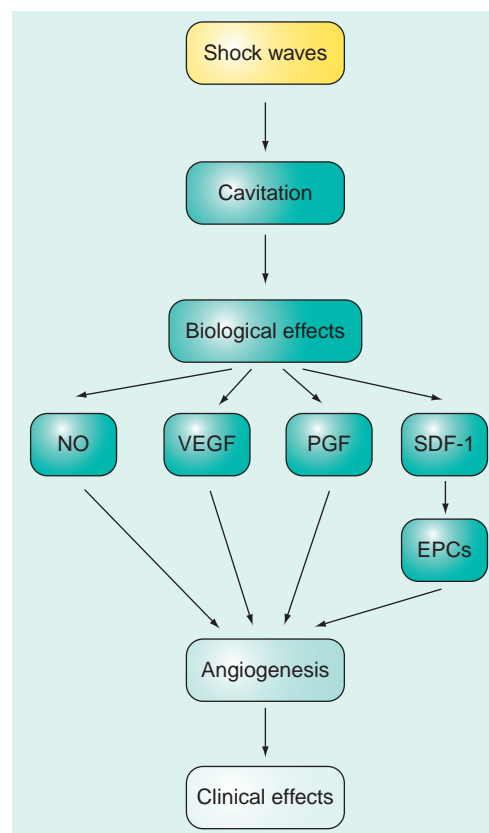 Shock waves
Cavitation
Biological effects
NO
VEGF
PGF
SDF-1
EPCs
Angiogenesis
Clinical effects